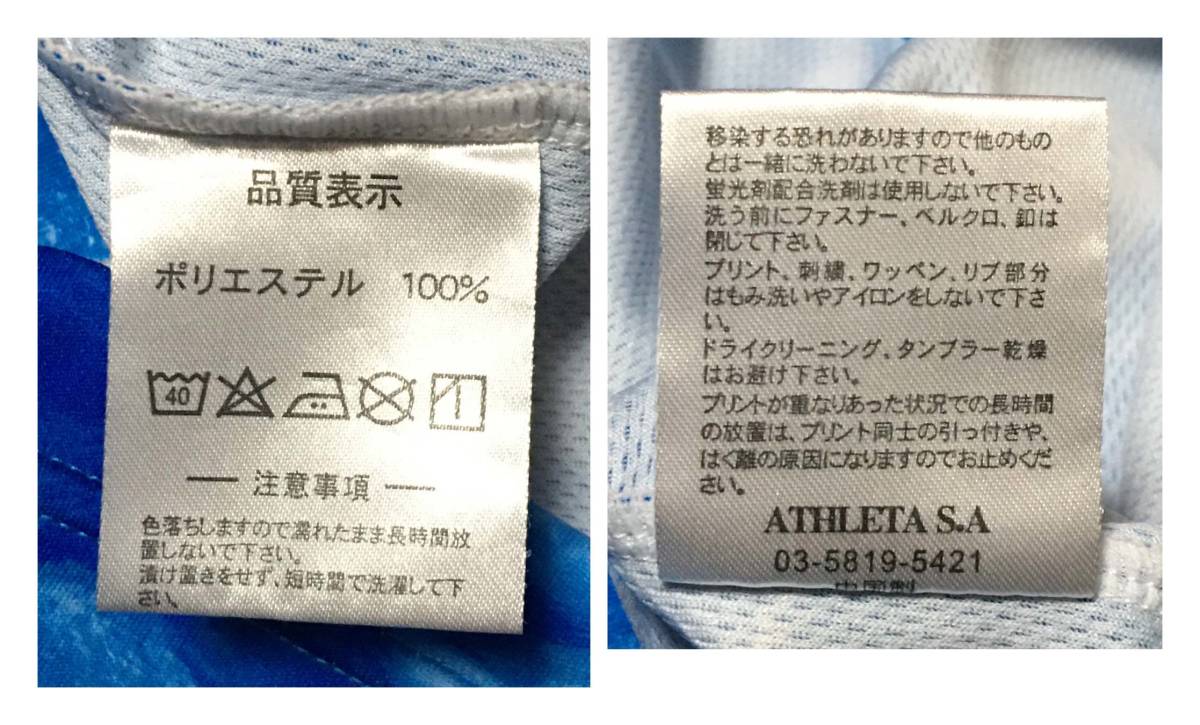 品質表示
ポリエステル 100%
40
注意事項
色落ちしますので濡れたまま長時間放
置しないで下さい。
漬け置きをせず、短時間で洗濯して下
さい。
移染する恐れがありますので他のもの
とは一緒に洗わないで下さい。
蛍光剤配合洗剤は使用しないで下さい。
洗う前にファスナー、ベルクロ、釦は
閉じて下さい。
プリント、刺繍、ワッペン、リブ部分
はもみ洗いやアイロンをしないで下さ
い。
ドライクリーニング、タンブラー乾燥
はお避け下さい。
プリントが重なりあった状況での長時間
の放置は、プリント同士の引っ付きや、
はく離の原因になりますのでお止めくだ
さい。
ATHLETA S.A
03-5819-5421
中国製